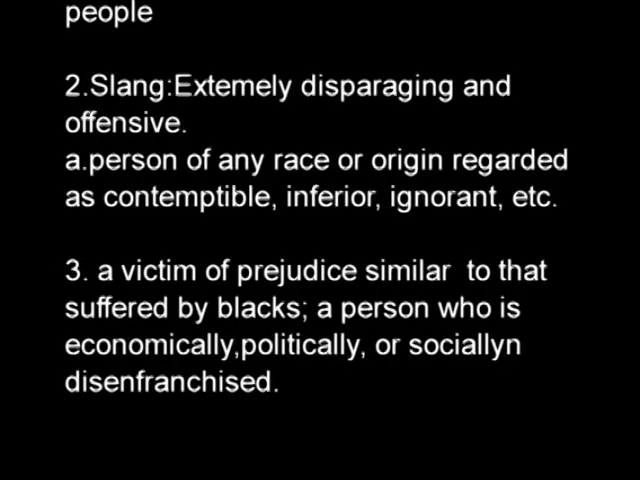 people
2.Slang:Extemely disparaging and
offensive.
a.person of any race or origin regarded
as contemptible, inferior, ignorant, etc.
3. a victim of prejudice similar  to that
suffered by blacks; a person who is
economically,politically, or sociallyn
disenfranchised.